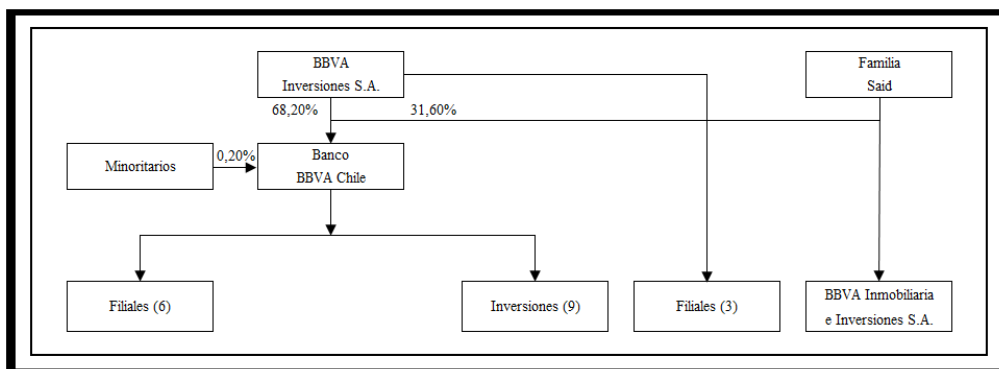 BBVA
Inversiones S.A.
Familia
Said
68,20%
31,60%
Minoritarios
0,20%
Banco
BBVA Chile
Filiales (6)
Inversiones (9)
Filiales (3)
BBVA Inmobiliaria
e Inversiones S.A.